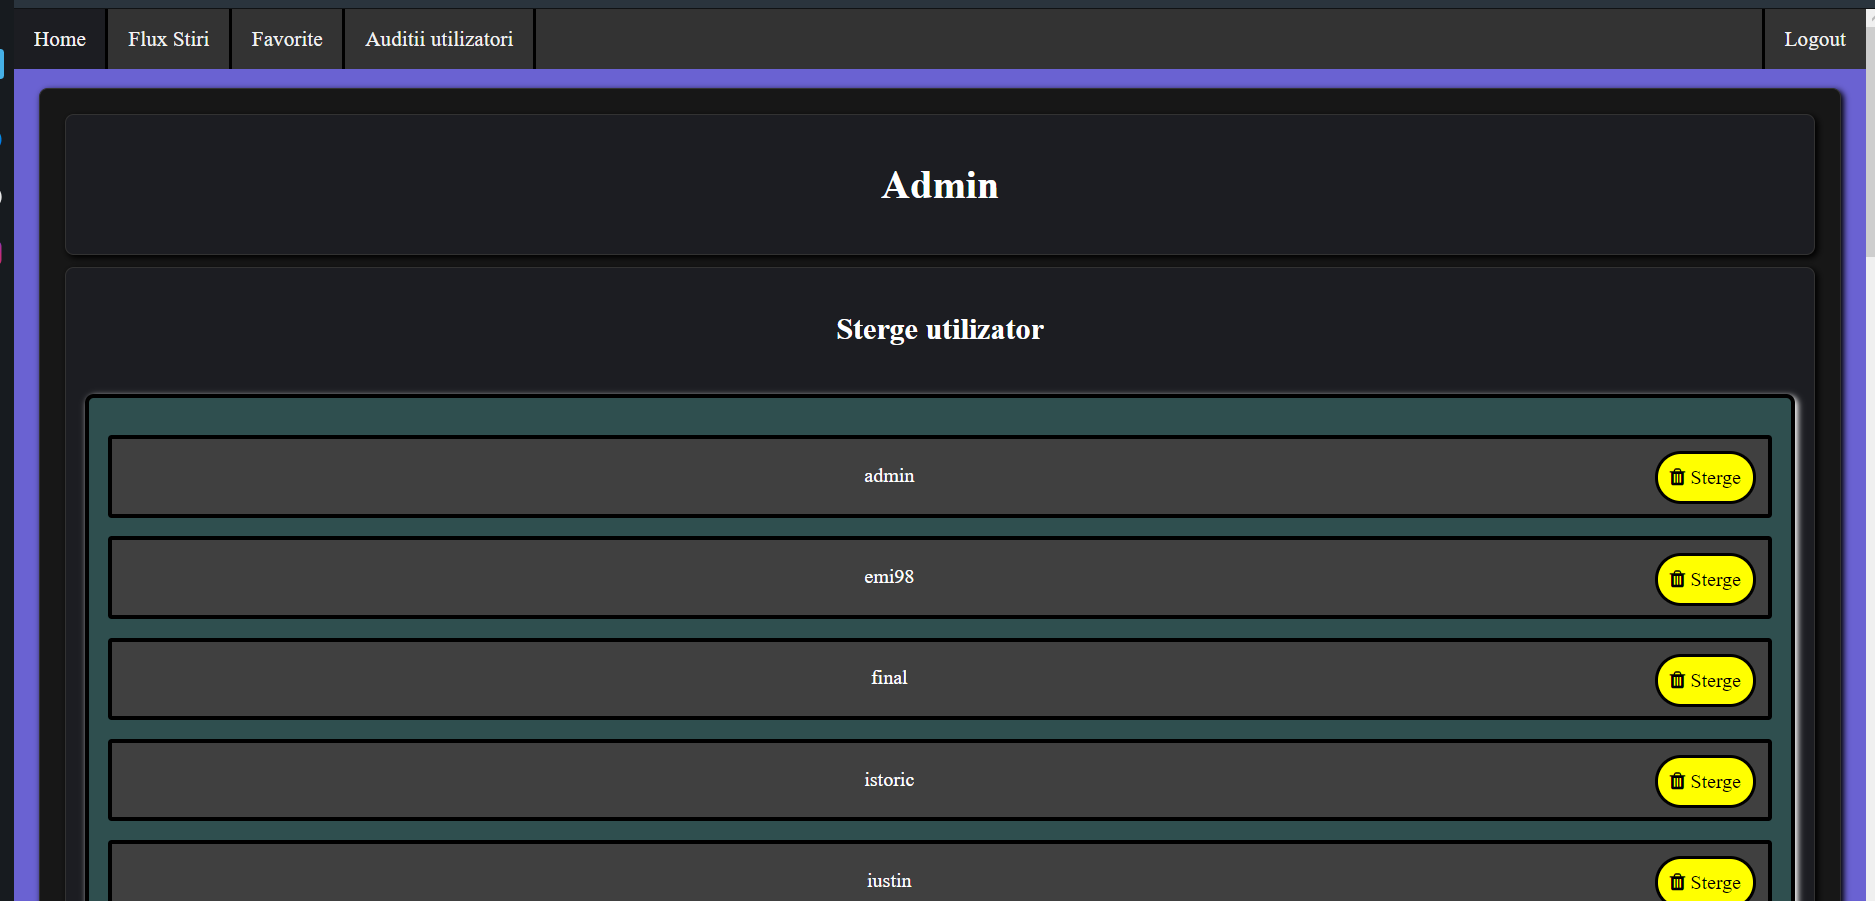 Home Flux Stiri Favorite Auditii utilizatori Logout
Admin
Sterge utilizator
admin Sterge
emi98 Sterge
final Sterge
istoric Sterge
iustin Sterge